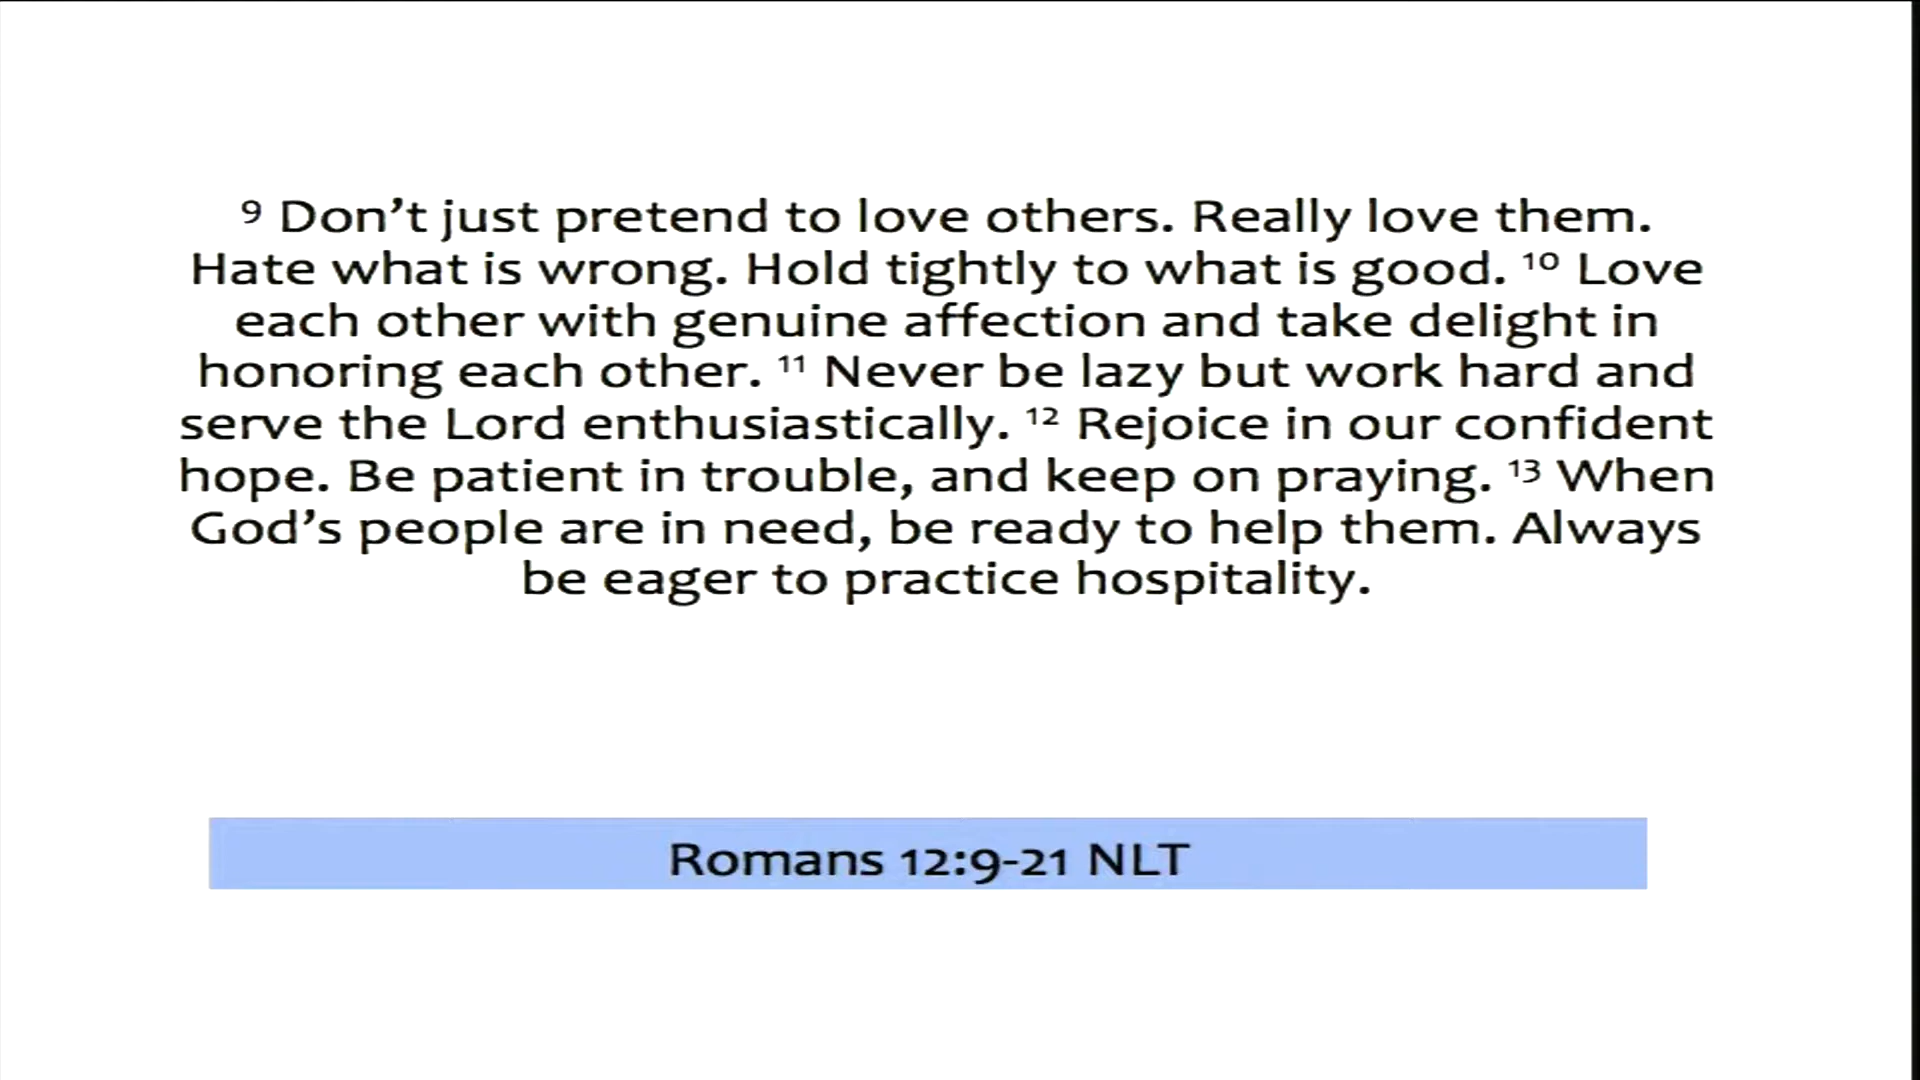 ⁹ Don’t just pretend to love others. Really love them.
Hate what is wrong. Hold tightly to what is good. ¹⁰ Love
each other with genuine affection and take delight in
honoring each other. ¹¹ Never be lazy but work hard and
serve the Lord enthusiastically. ¹² Rejoice in our confident
hope. Be patient in trouble, and keep on praying. ¹³ When
God’s people are in need, be ready to help them. Always
be eager to practice hospitality.
Romans 12:9-21 NLT